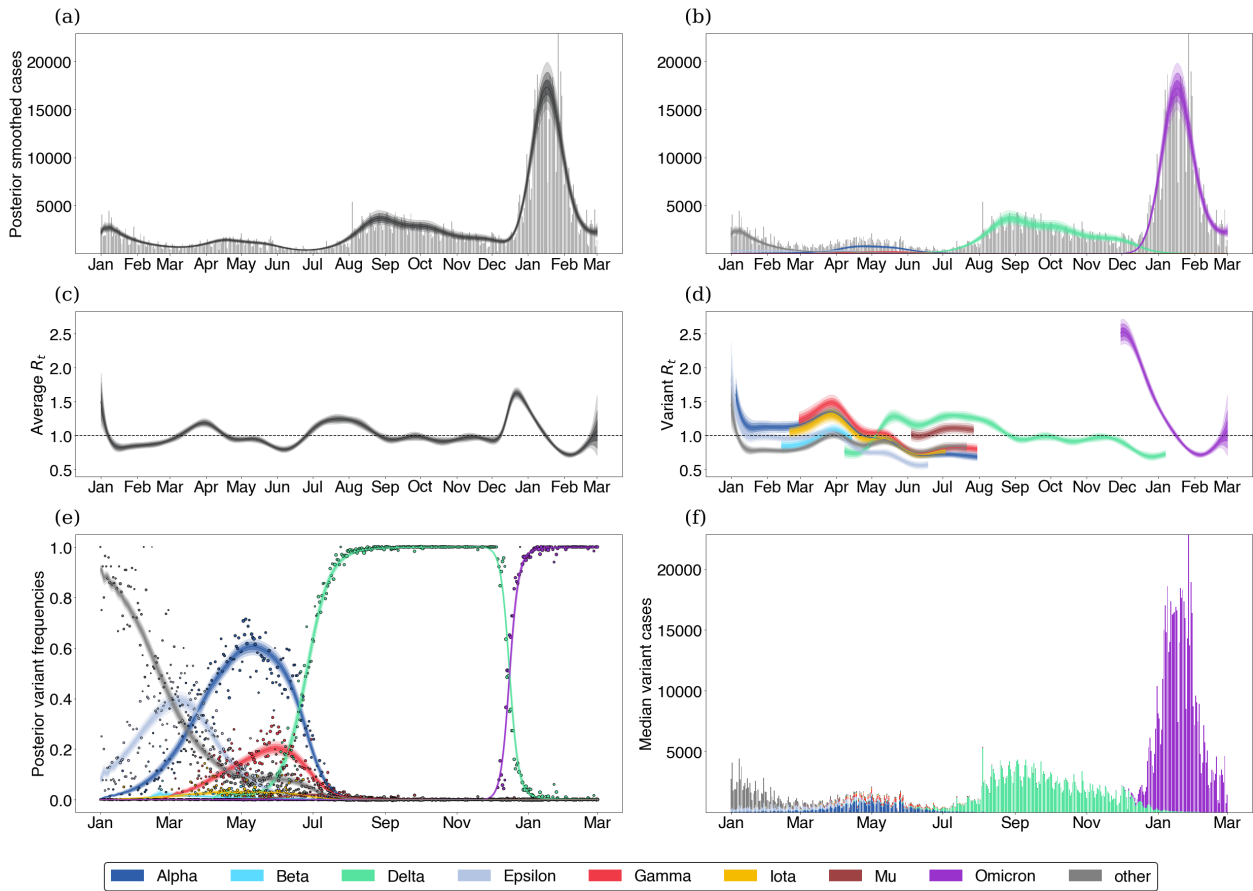 (a)
(b)
Posterior smoothed cases
20000
15000
10000
5000
Jan Feb Mar Apr May Jun Jul Aug Sep Oct Nov Dec Jan Feb Mar
20000
15000
10000
5000
Jan Feb Mar Apr May Jun Jul Aug Sep Oct Nov Dec Jan Feb Mar
(c)
(d)
Average Rt
2.5
2.0
1.5
1.0
0.5
Jan Feb Mar Apr May Jun Jul Aug Sep Oct Nov Dec Jan Feb Mar
Variant Rt
2.5
2.0
1.5
1.0
0.5
Jan Feb Mar Apr May Jun Jul Aug Sep Oct Nov Dec Jan Feb Mar
(e)
(f)
Posterior variant frequencies
1.0
0.8
0.6
0.4
0.2
0.0
Jan Mar May Jul Sep Nov Jan Mar
Median variant cases
20000
15000
10000
5000
Jan Mar May Jul Sep Nov Jan Mar
Alpha Beta Delta Epsilon Gamma Iota Mu Omicron other